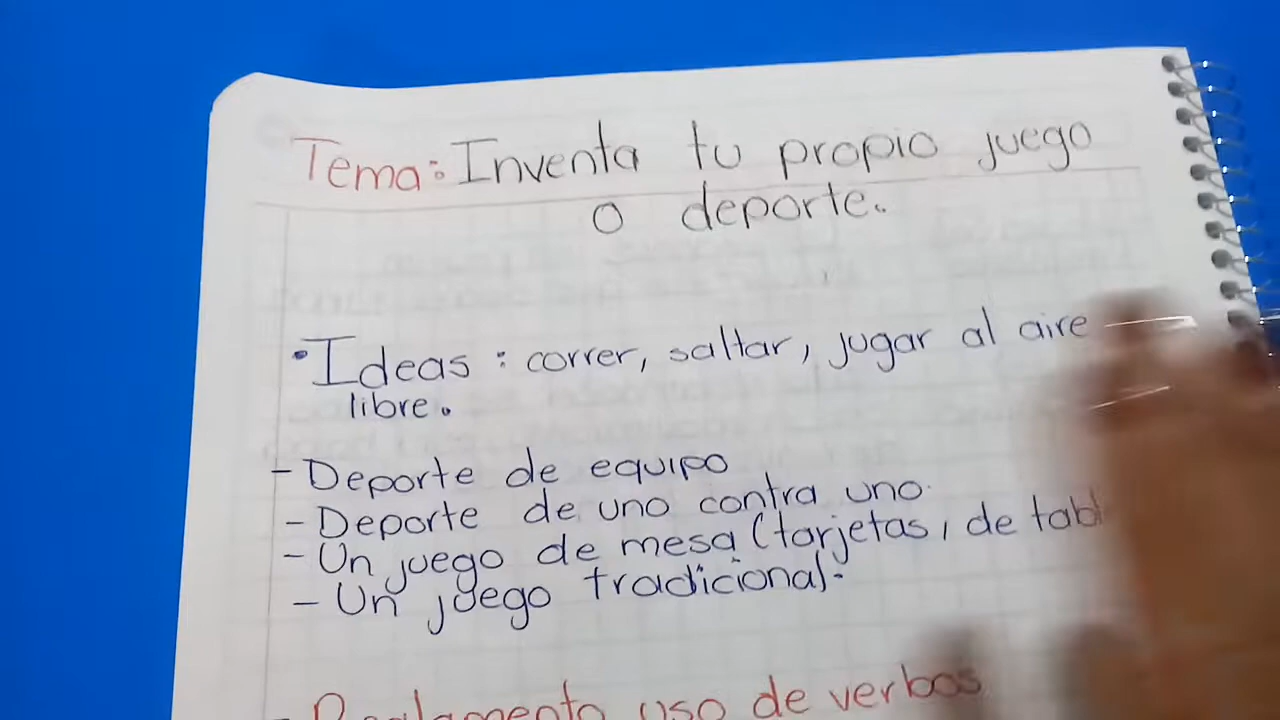 Tema: Inventa tu propio juego
o deporte.
• Ideas: correr, saltar, jugar al aire
libre.
- Deporte de equipo
- Deporte de uno contra uno.
- Un juego de mesa (tarjetas, de
- Un juego tradicional.
- Reglamento uso de verbos